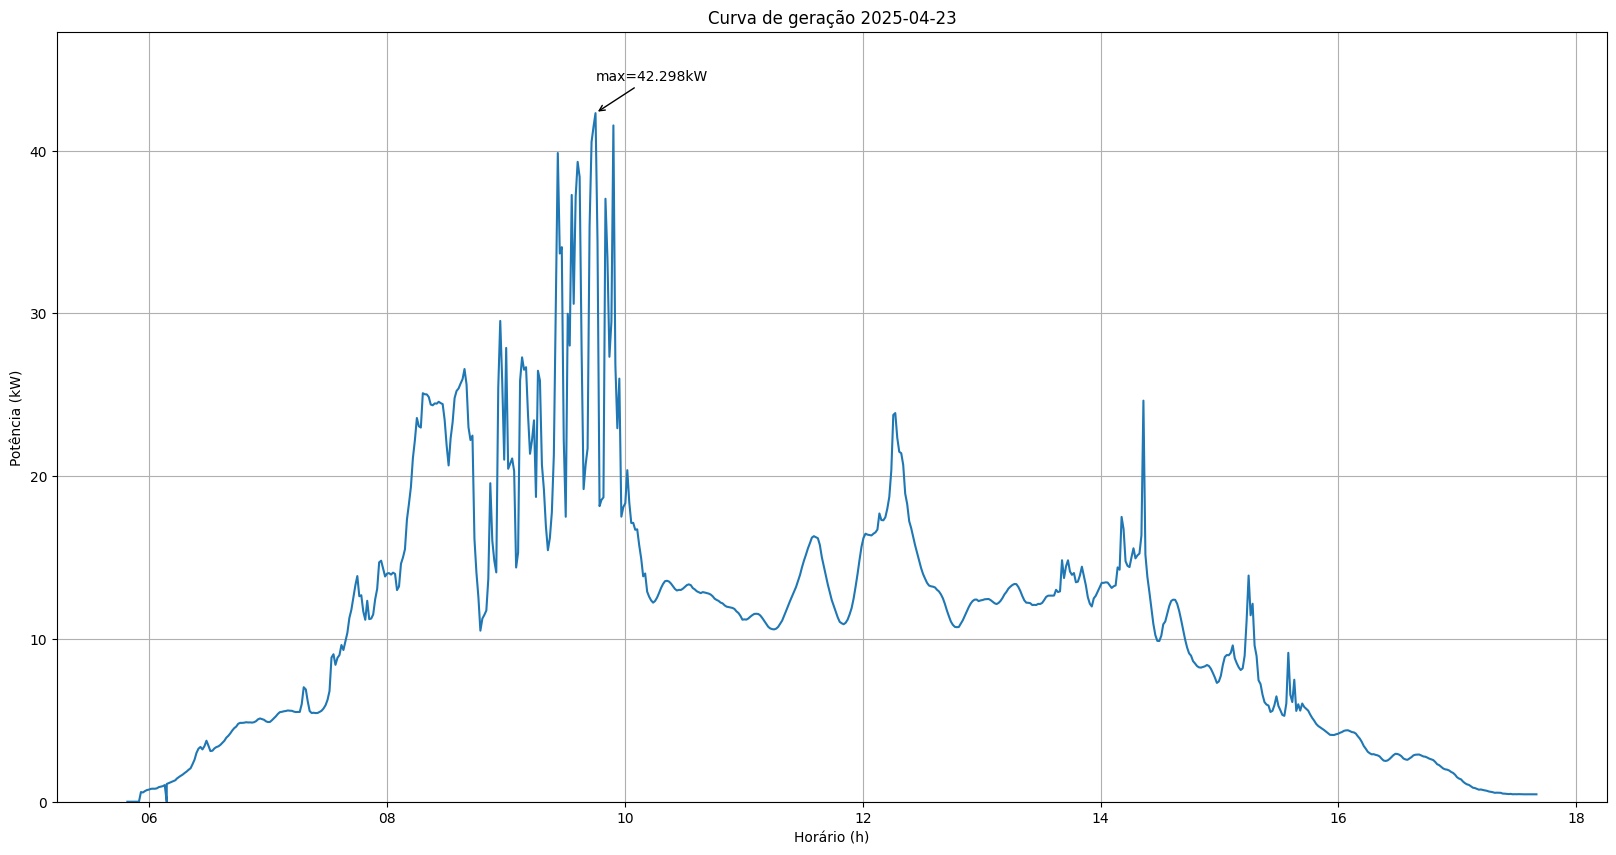 Curva de geração 2025-04-23
max=42.298kW
40
30
20
10
0
Potência (kW)
06 08 10 12 14 16 18
Horário (h)